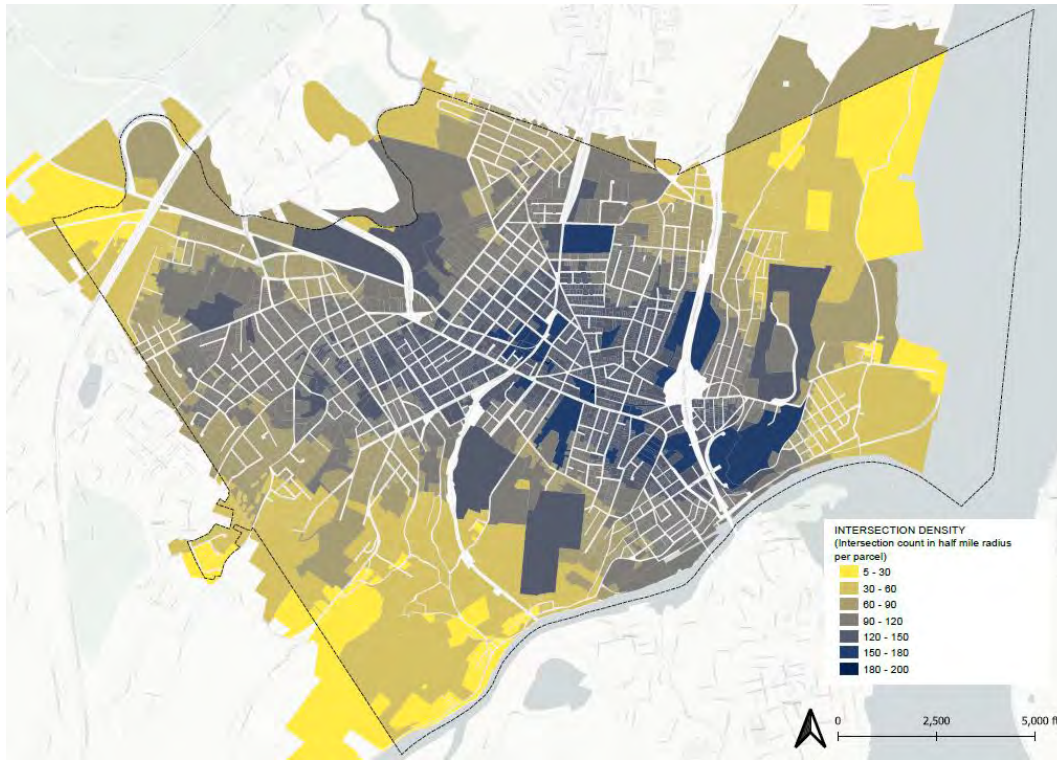 INTERSECTION DENSITY
(Intersection count in half mile radius
per parcel)
5 - 30
30 - 60
60 - 90
90 - 120
120 - 150
150 - 180
180 - 200
0 2,500 5,000 f